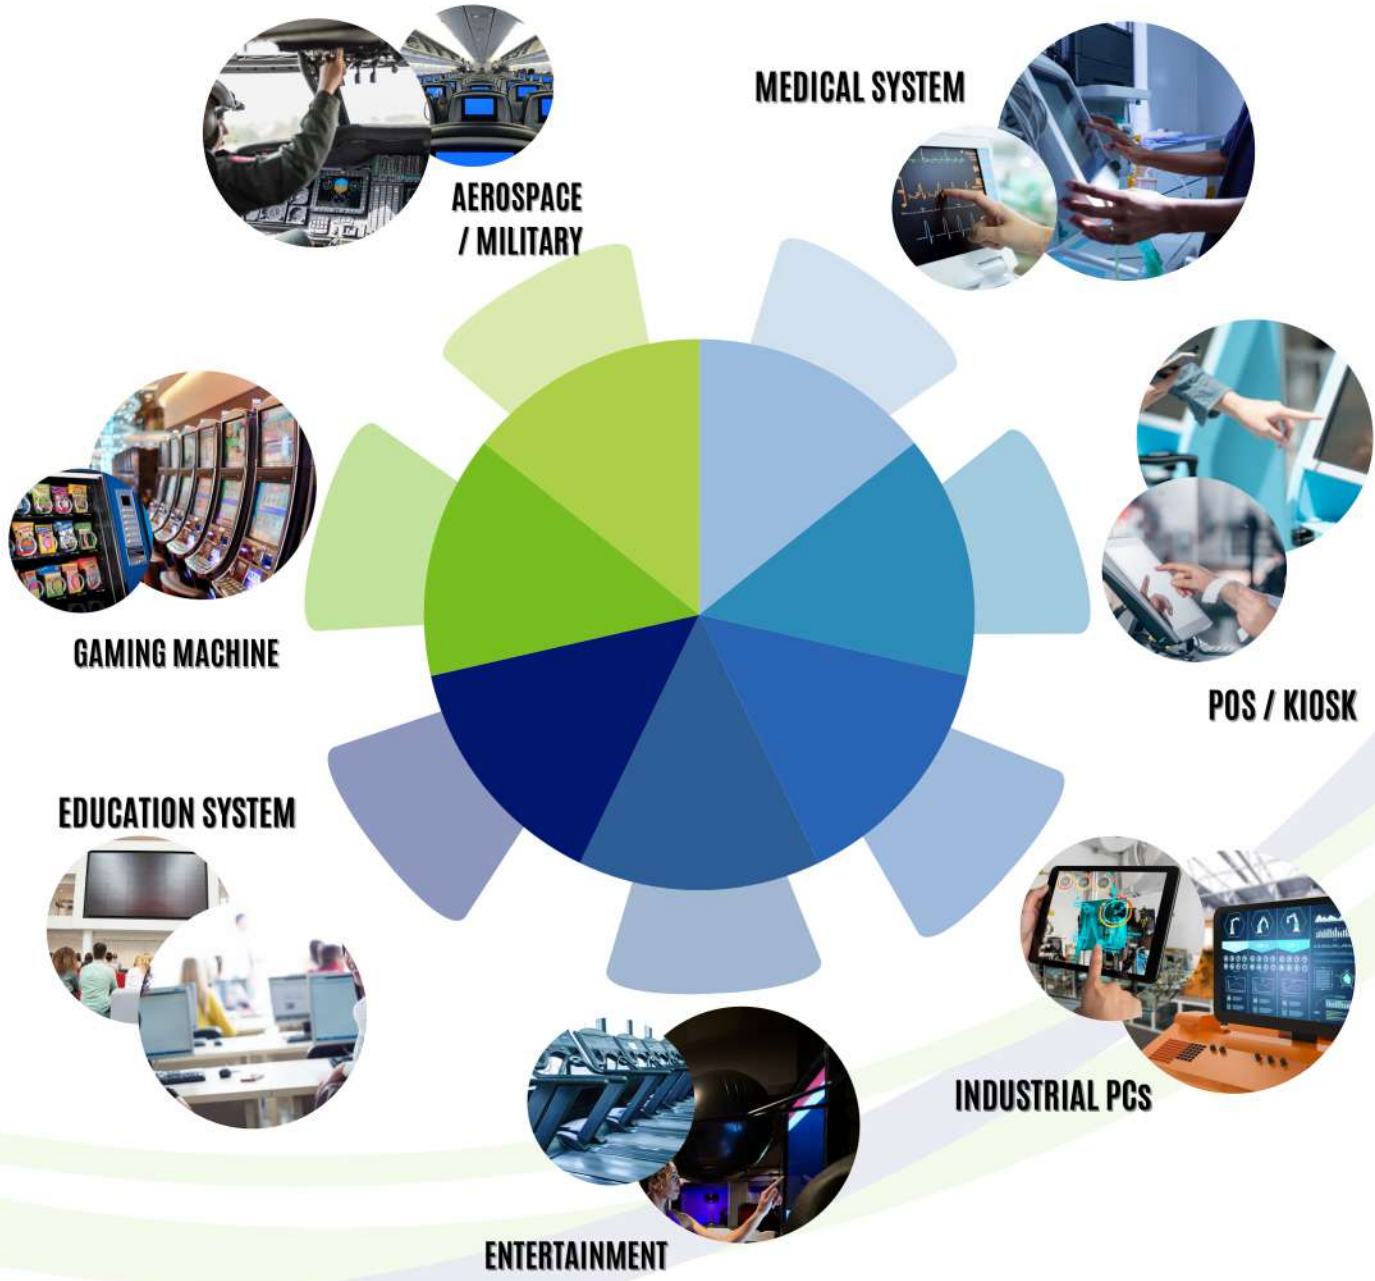 MEDICAL SYSTEM
AEROSPACE
/ MILITARY
GAMING MACHINE
POS / KIOSK
EDUCATION SYSTEM
INDUSTRIAL PCs
ENTERTAINMENT